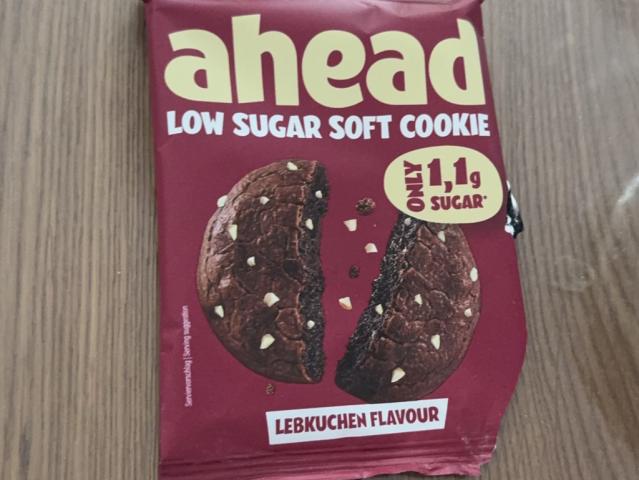 ahead
LOW SUGAR SOFT COOKIE
ONLY
1,1g
SUGAR*
Serviervorschlag | Serving suggestion
LEBKUCHEN FLAVOUR